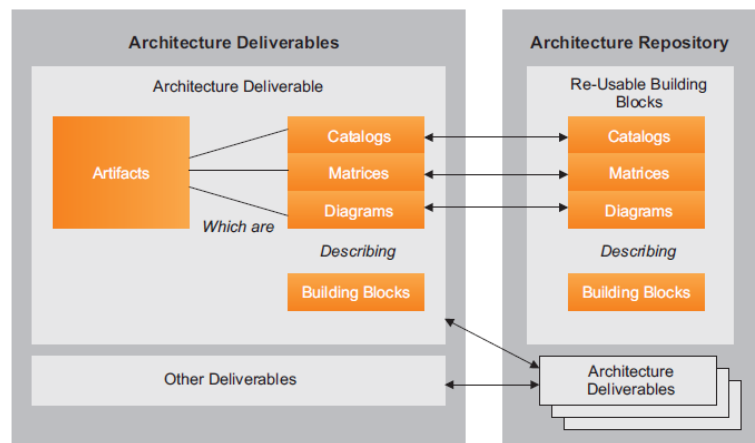 Architecture Deliverables
Architecture Deliverable
Artifacts
Catalogs
Matrices
Diagrams
Which are
Describing
Building Blocks
Other Deliverables
Architecture Repository
Re-Usable Building
Blocks
Catalogs
Matrices
Diagrams
Describing
Building Blocks
Architecture
Deliverables